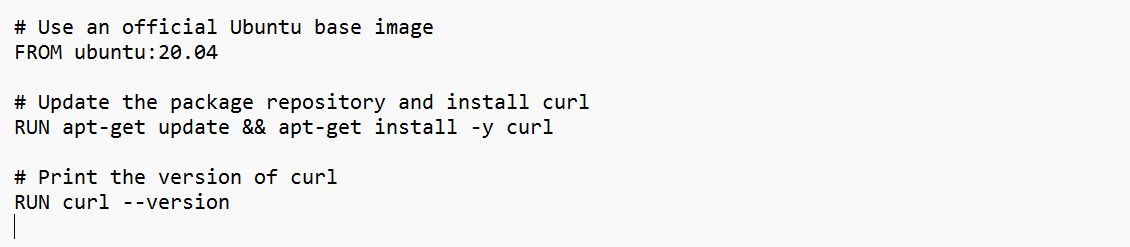 # Use an official Ubuntu base image
FROM ubuntu:20.04
# Update the package repository and install curl
RUN apt-get update && apt-get install -y curl
# Print the version of curl
RUN curl --version